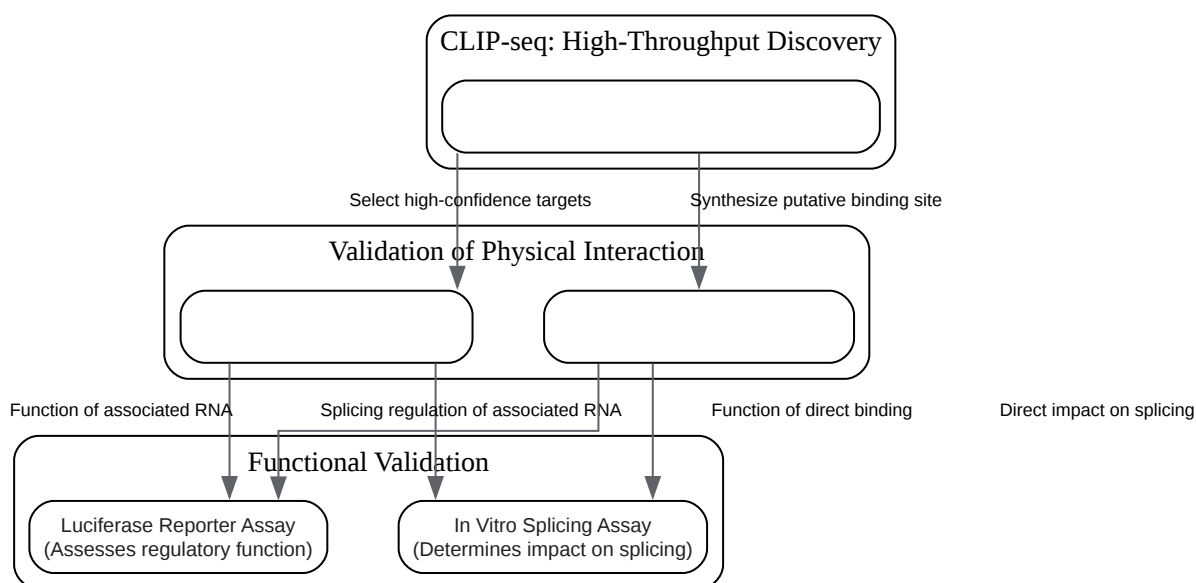 CLIP-seq: High-Throughput Discovery
Select high-confidence targets
Synthesize putative binding site
Validation of Physical Interaction
Function of associated RNA
Splicing regulation of associated RNA
Function of direct binding
Direct impact on splicing
Functional Validation
Luciferase Reporter Assay
(Assesses regulatory function)
In Vitro Splicing Assay
(Determines impact on splicing)